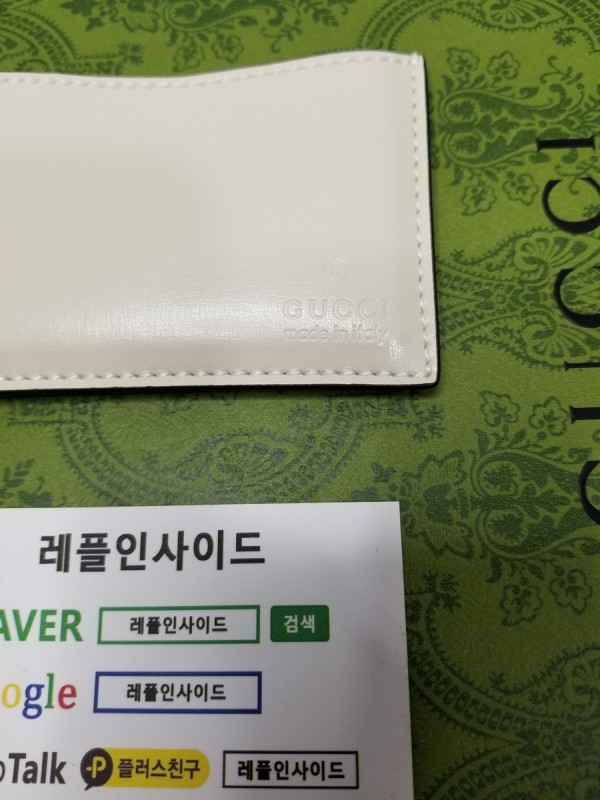 GUCCI
made in italy
GUCCI
레플인사이드
AVER 레플인사이드 검색
ogle 레플인사이드
Talk P 플러스친구 레플인사이드